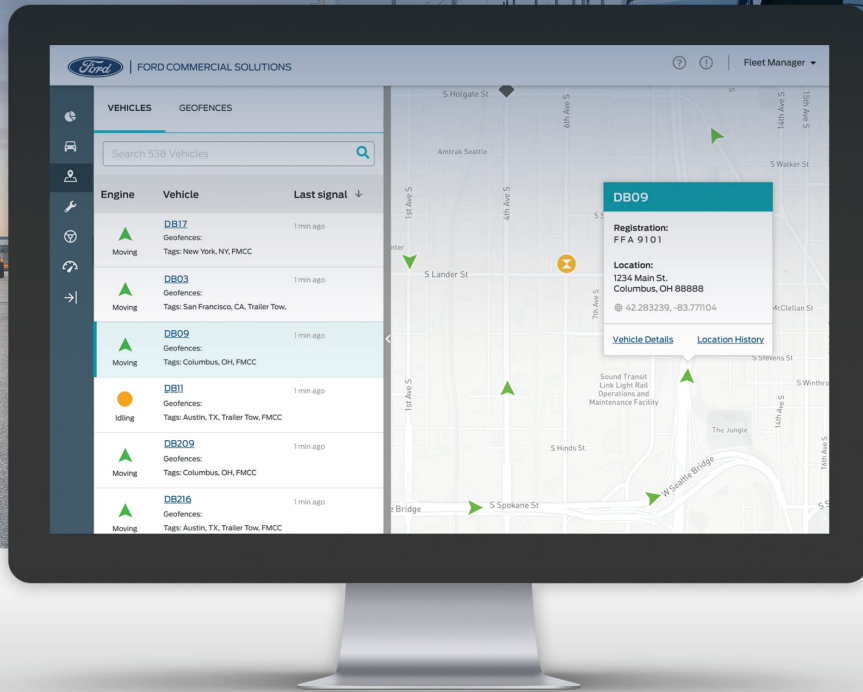 Ford
FORD COMMERCIAL SOLUTIONS
Fleet Manager
VEHICLES GEOFENCES
Search 538 Vehicles
Engine Vehicle Last signal
DB17
1 min ago
Geofences:
Moving
Tags: New York, NY, FMCC
DB03
1 min ago
Geofences:
Moving
Tags: San Francisco, CA, Trailer Tow,
DB09
1 min ago
Geofences:
Moving
Tags: Columbus, OH, FMCC
DB11
1 min ago
Geofences:
Idling
Tags: Austin, TX, Trailer Tow, FMCC
DB209
1 min ago
Geofences:
Moving
Tags: Columbus, OH, FMCC
DB216
1 min ago
Geofences:
Moving
Tags: Austin, TX, Trailer Tow, FMCC
S Holgate St
6th Ave S
14th Ave S
15th Ave S
Amtrak Seattle
S Walker St
1st Ave S
4th Ave S
S Lander St
7th Ave S
McClellan St
DB09
Registration:
FFA 9101
Location:
1234 Main St.
Columbus, OH 88888
42.283239, -83.771104
Vehicle Details Location History
S Stevens St
Sound Transit
Link Light Rail
Operations and
Maintenance Facility
S Winthro
1st Ave S
14th Ave S
The Jungle
16th Ave S
S Hinds St
W Seattle Bridge
Bridge
S Spokane St